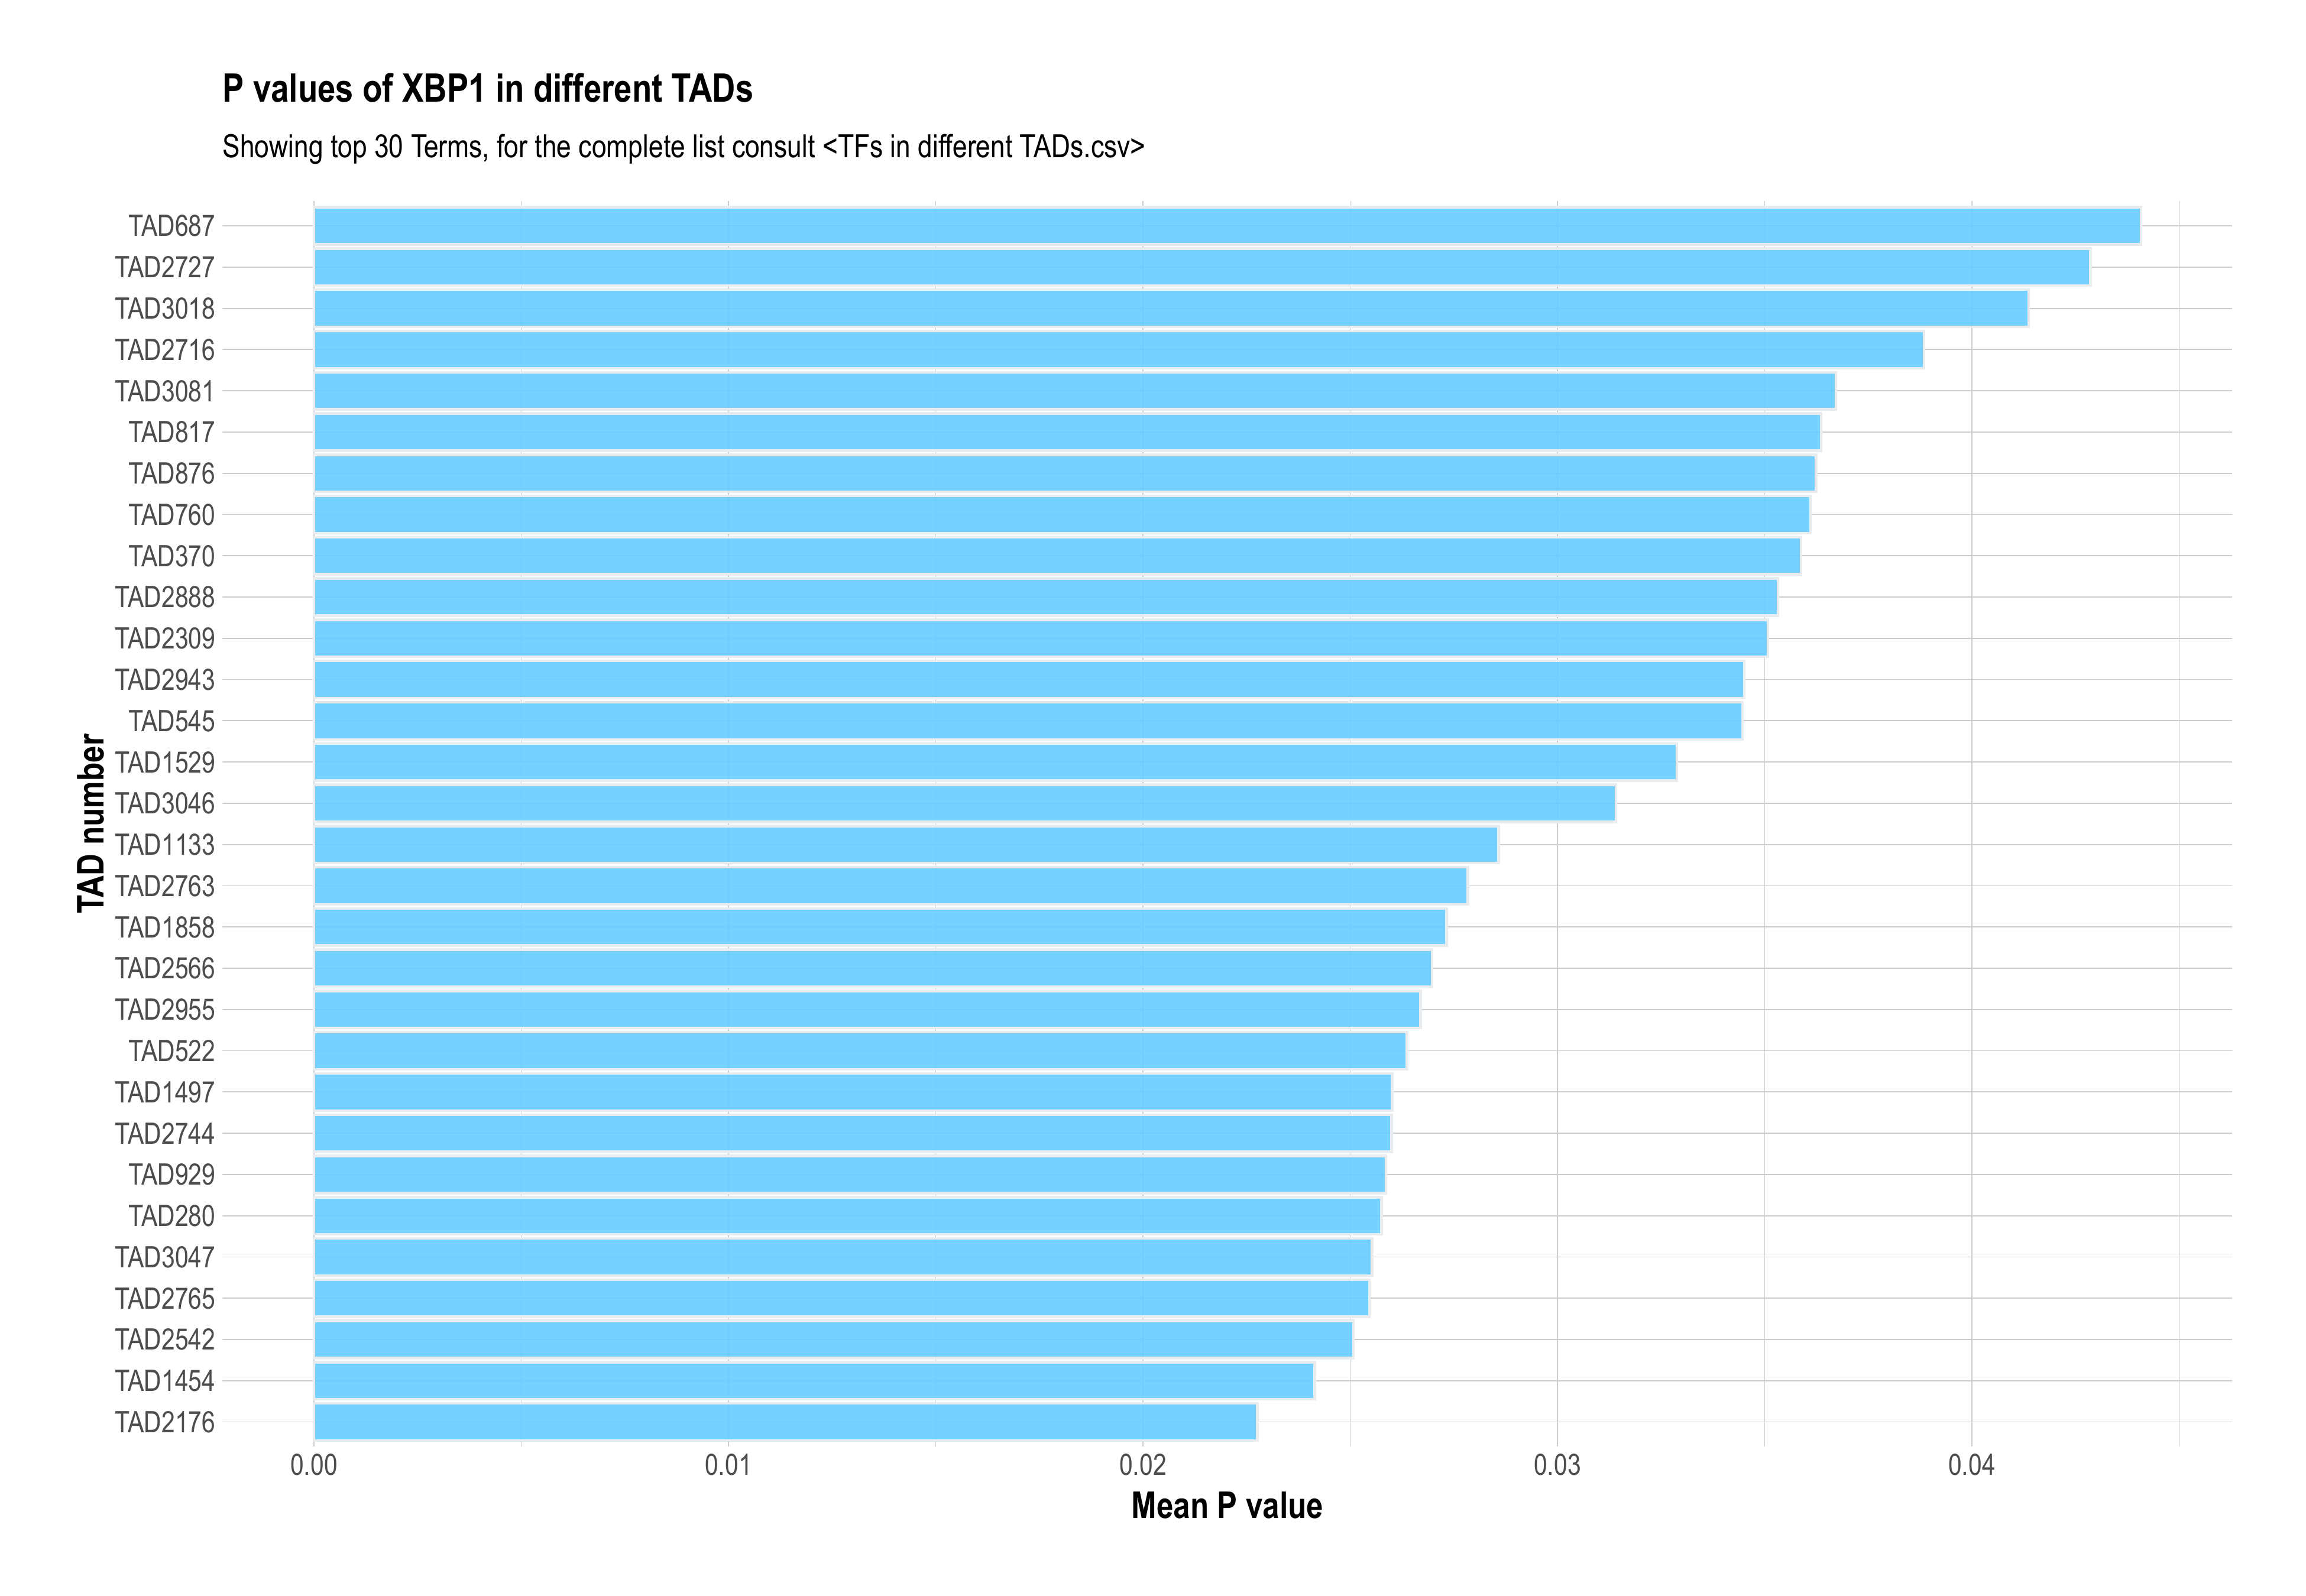 P values of XBP1 in different TADs
Showing top 30 Terms, for the complete list consult <TFs in different TADs.csv>
TAD number
TAD687
TAD2727
TAD3018
TAD2716
TAD3081
TAD817
TAD876
TAD760
TAD370
TAD2888
TAD2309
TAD2943
TAD545
TAD1529
TAD3046
TAD1133
TAD2763
TAD1858
TAD2566
TAD2955
TAD522
TAD1497
TAD2744
TAD929
TAD280
TAD3047
TAD2765
TAD2542
TAD1454
TAD2176
0.00 0.01 0.02 0.03 0.04
Mean P value